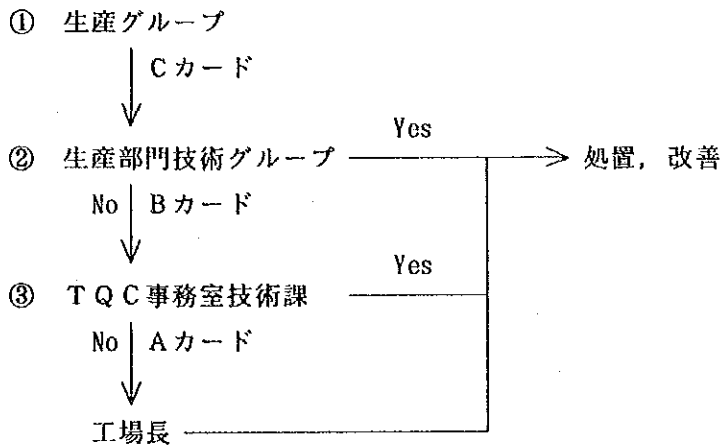 ① 生産グループ
Cカード
Yes
② 生産部門技術グループ 処置，改善
No Bカード
Yes
③ TQC事務室技術課
No Aカード
工場長